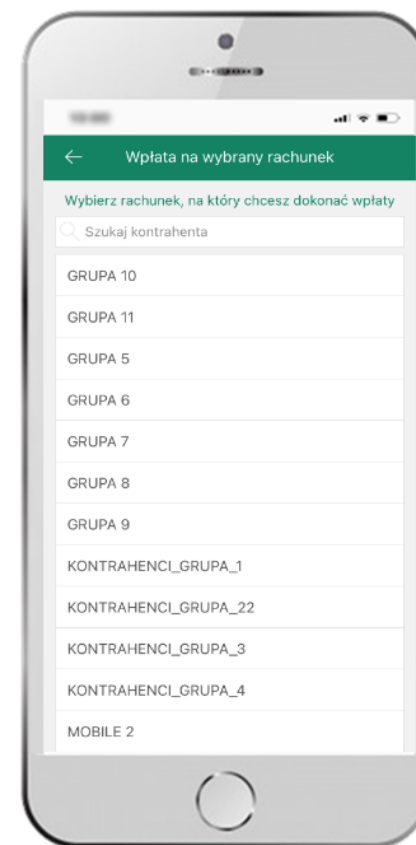 Wpłata na wybrany rachunek
Wybierz rachunek, na który chcesz dokonać wpłaty
Szukaj kontrahenta
GRUPA 10
GRUPA 11
GRUPA 5
GRUPA 6
GRUPA 7
GRUPA 8
GRUPA 9
KONTRAHENCI_GRUPA_1
KONTRAHENCI_GRUPA_22
KONTRAHENCI_GRUPA_3
KONTRAHENCI_GRUPA_4
MOBILE 2